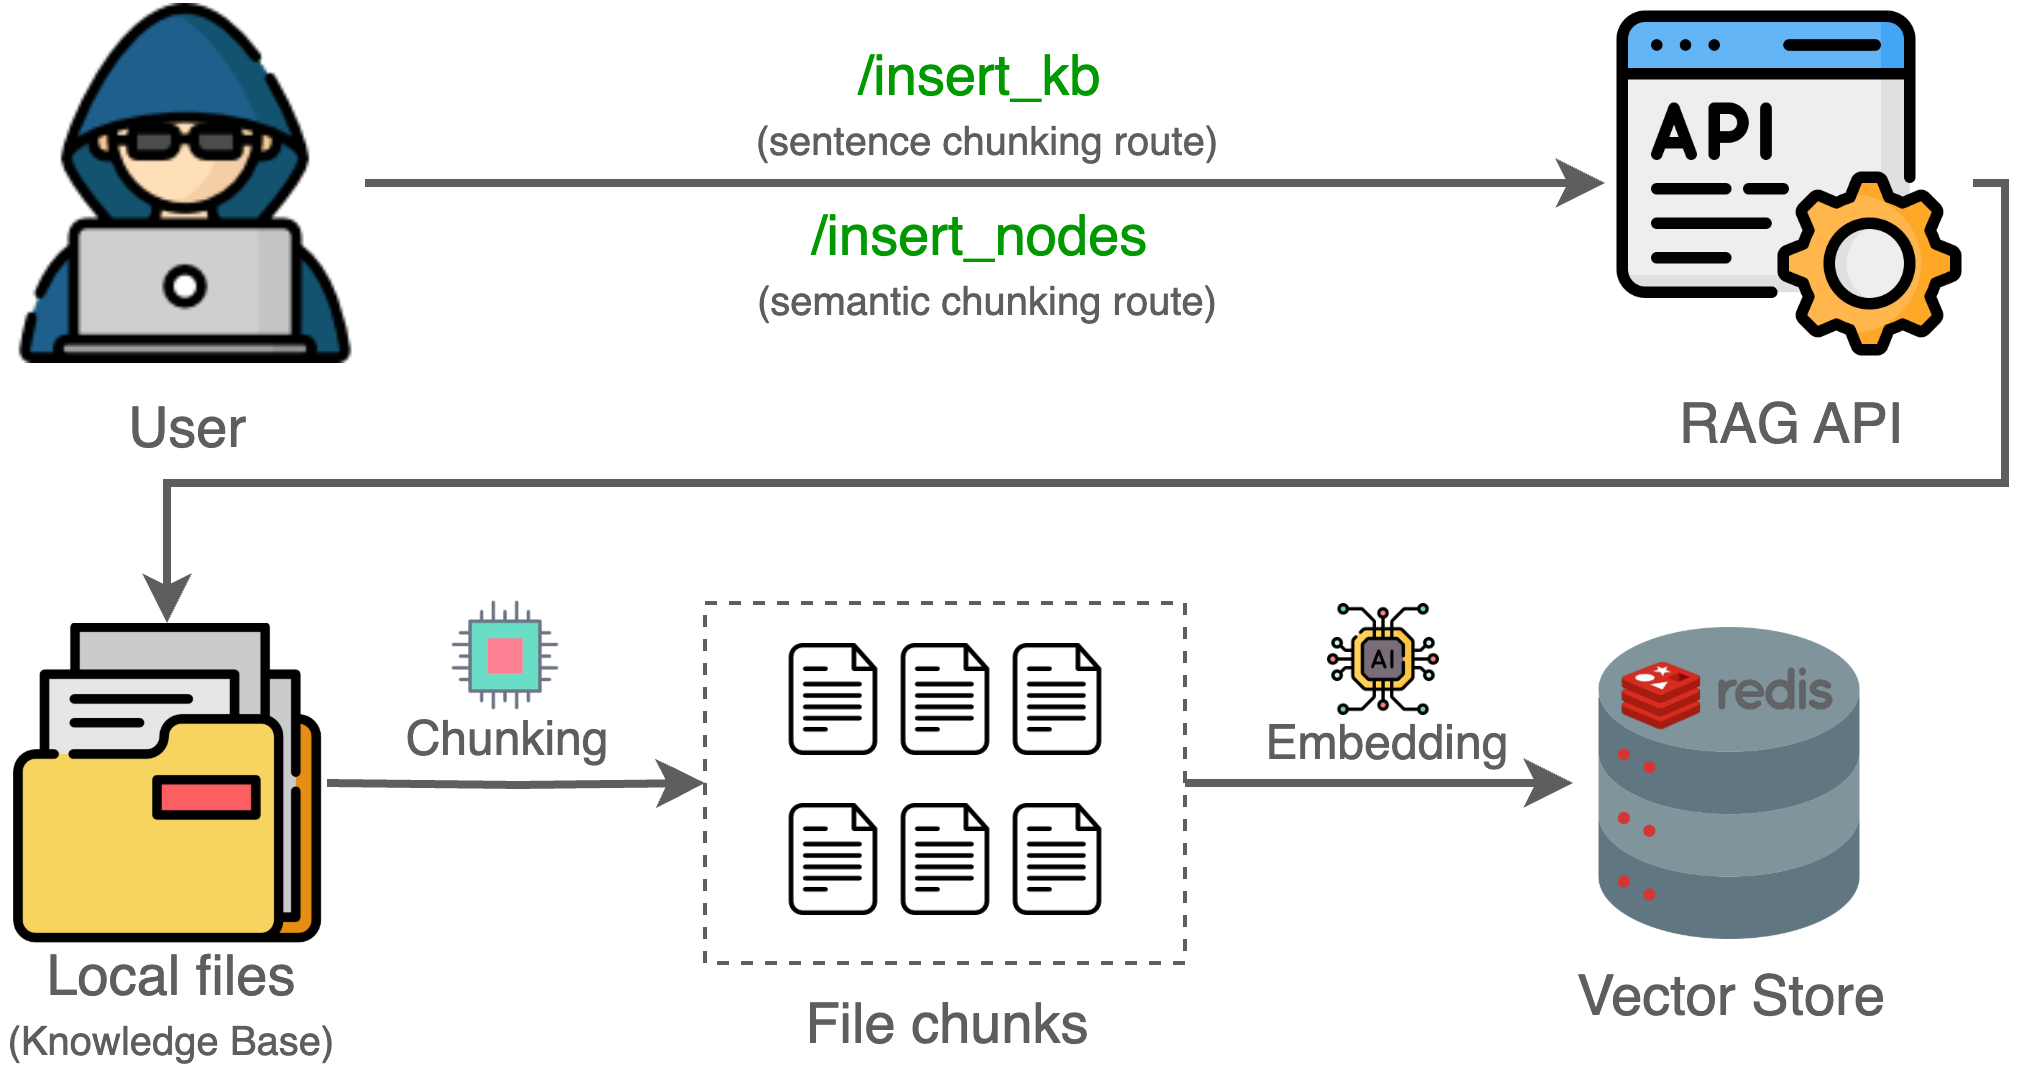 /insert_kb
(sentence chunking route)
/insert_nodes
(semantic chunking route)
API
User
RAG API
Chunking
AI
Embedding
redis
Local files
(Knowledge Base)
File chunks
Vector Store